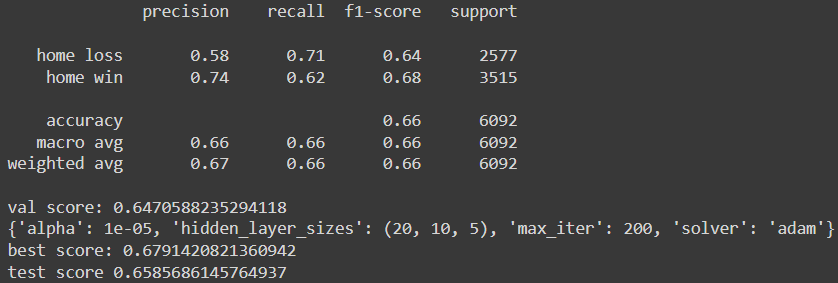 precision recall f1-score support
home loss 0.58 0.71 0.64 2577
home win 0.74 0.62 0.68 3515
accuracy 0.66 6092
macro avg 0.66 0.66 0.66 6092
weighted avg 0.67 0.66 0.66 6092
val score: 0.6470588235294118
{'alpha': 1e-05, 'hidden_layer_sizes': (20, 10, 5), 'max_iter': 200, 'solver': 'adam'}
best score: 0.6791420821360942
test score 0.6585686145764937